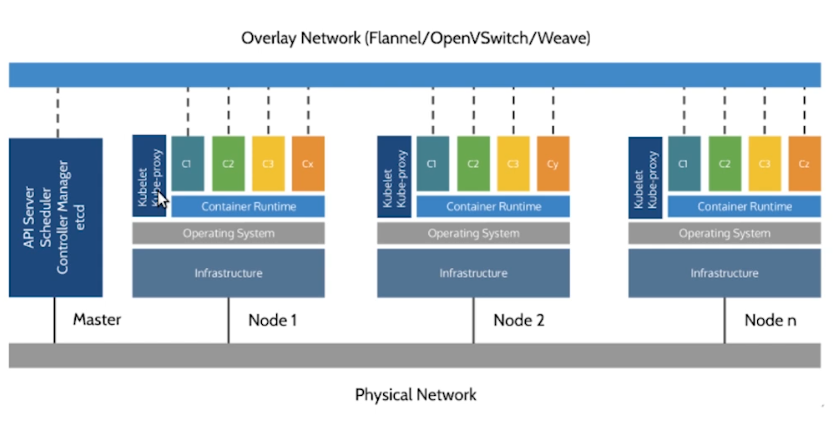 Overlay Network (Flannel/OpenVSwitch/Weave)
API Server
Scheduler
Controller Manager
etcd
Master
Kubelet
Kube-proxy
C1
C2
C3
Cx
Container Runtime
Operating System
Infrastructure
Node 1
Kubelet
Kube-proxy
C1
C2
C3
Cy
Container Runtime
Operating System
Infrastructure
Node 2
Kubelet
Kube-proxy
C1
C2
C3
Cz
Container Runtime
Operating System
Infrastructure
Node n
Physical Network